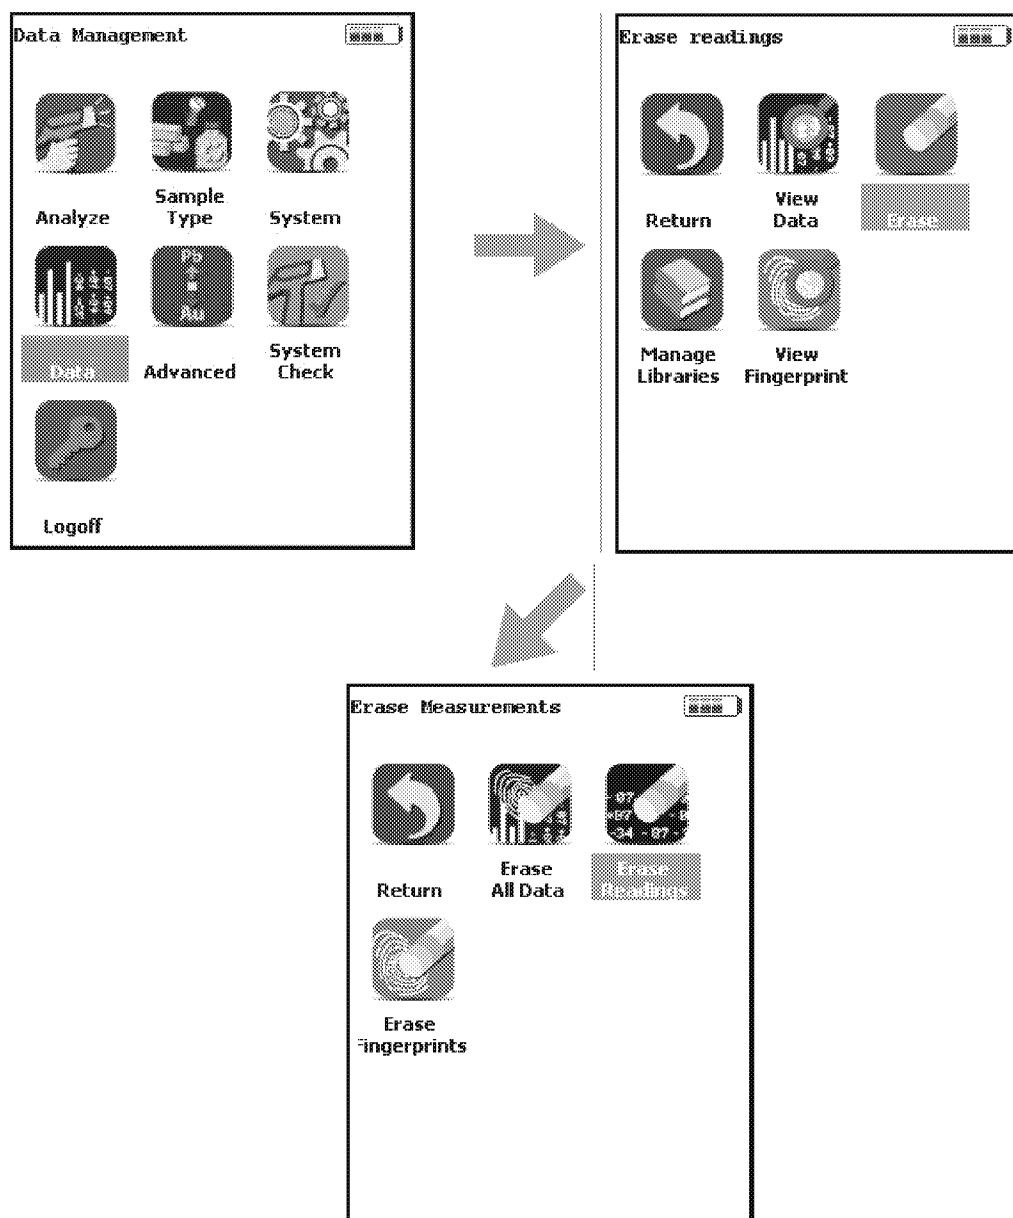 Data Management
Analyze
Sample
Type
System
Data
Advanced
System
Check
Logoff
Pb
Au
Erase readings
Return
View
Data
Erase
Manage
Libraries
View
Fingerprint
Erase Measurements
Return
Erase
All Data
Erase
Readings
Erase
Fingerprints